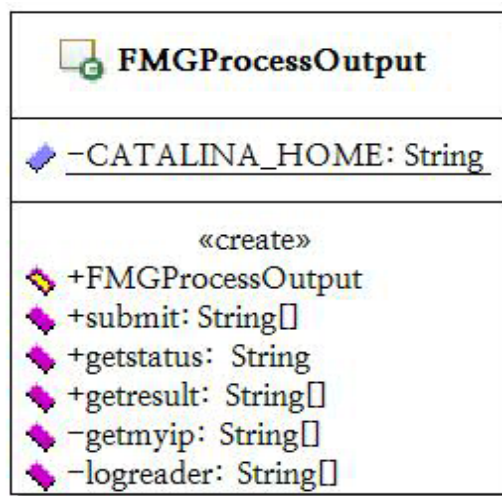 FMGProcessOutput
-CATALINA_HOME: String
«create»
+FMGProcessOutput
+submit: String[]
+getstatus: String
+getresult: String[]
-getmyip: String[]
-logreader: String[]